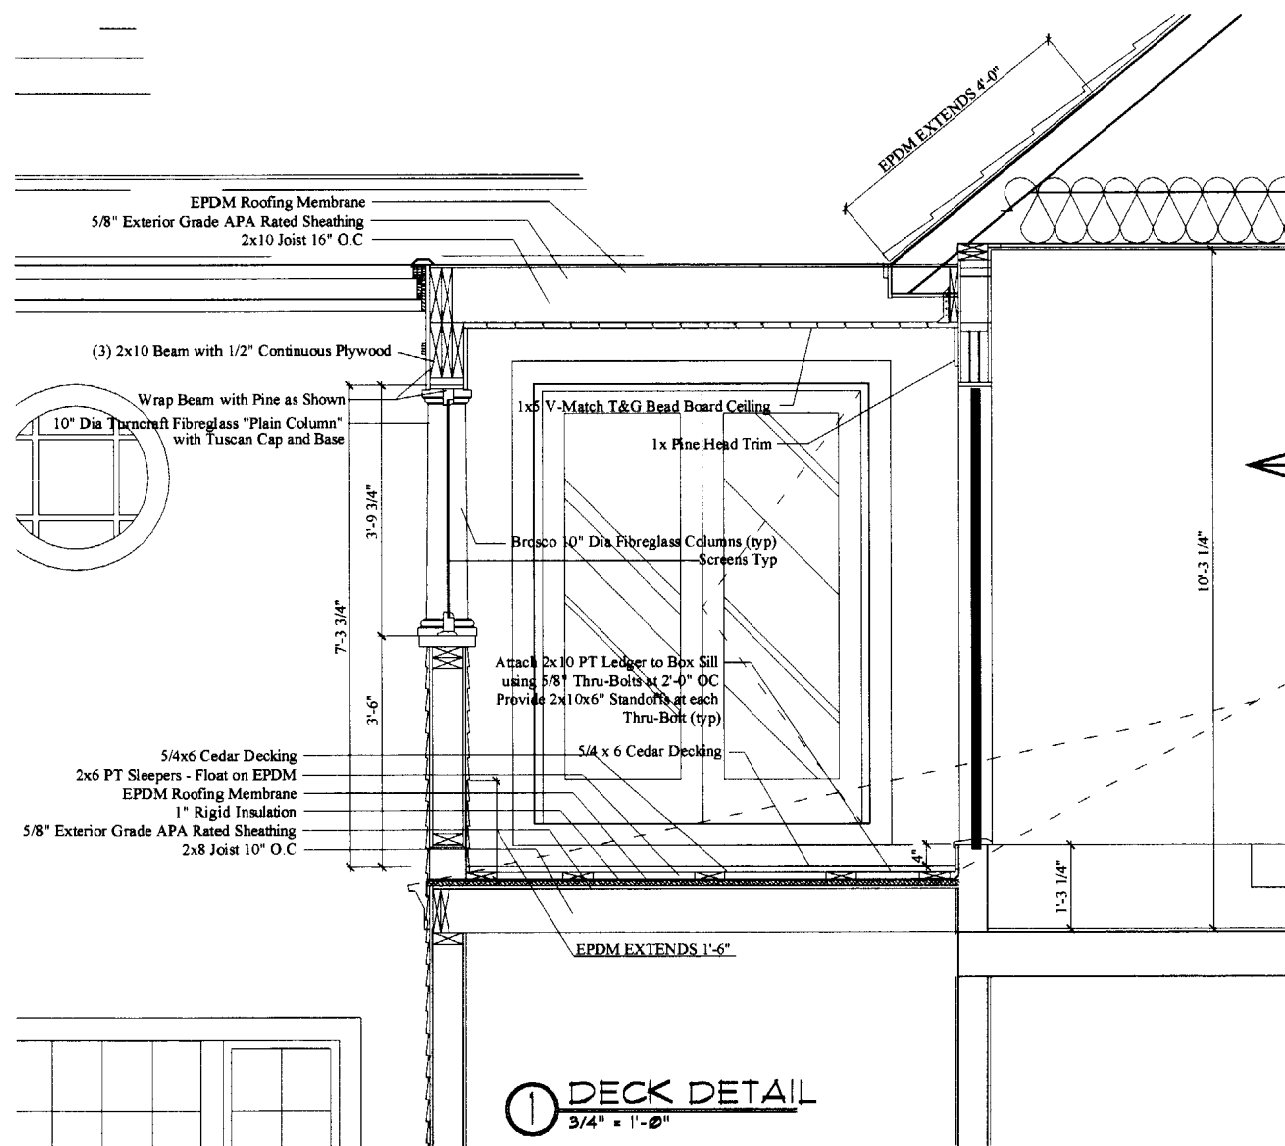 EPDM EXTENDS 4'-0"
EPDM Roofing Membrane
5/8" Exterior Grade APA Rated Sheathing
2x10 Joist 16" O.C
(3) 2x10 Beam with 1/2" Continuous Plywood
Wrap Beam with Pine as Shown
10" Dia Turncraft Fibreglass "Plain Column"
with Tuscan Cap and Base
1x5 V-Match T&G Bead Board Ceiling
1x Pine Head Trim
3'-9 3/4"
Brosco 10" Dia Fibreglass Columns (typ)
Screens Typ
10'-3 1/4"
7'-3 3/4"
Attach 2x10 PT Ledger to Box Sill
using 5/8" Thru-Bolts at 2'-0" OC
Provide 2x10x6" Standoffs at each
Thru-Bolt (typ)
3'-6"
5/4 x 6 Cedar Decking
5/4x6 Cedar Decking
2x6 PT Sleepers - Float on EPDM
EPDM Roofing Membrane
1" Rigid Insulation
5/8" Exterior Grade APA Rated Sheathing
2x8 Joist 10" O.C
4"
1'-3 1/4"
EPDM EXTENDS 1'-6"
1 DECK DETAIL
3/4" = 1'-0"